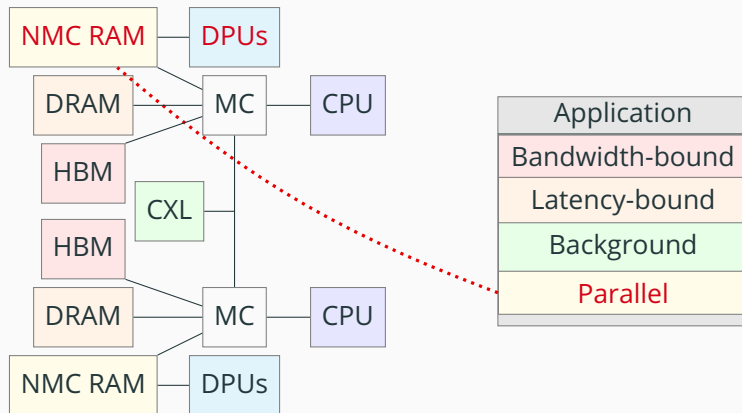 NMC RAM
DPUs
DRAM
MC
CPU
HBM
CXL
HBM
DRAM
MC
CPU
NMC RAM
DPUs
Application
Bandwidth-bound
Latency-bound
Background
Parallel